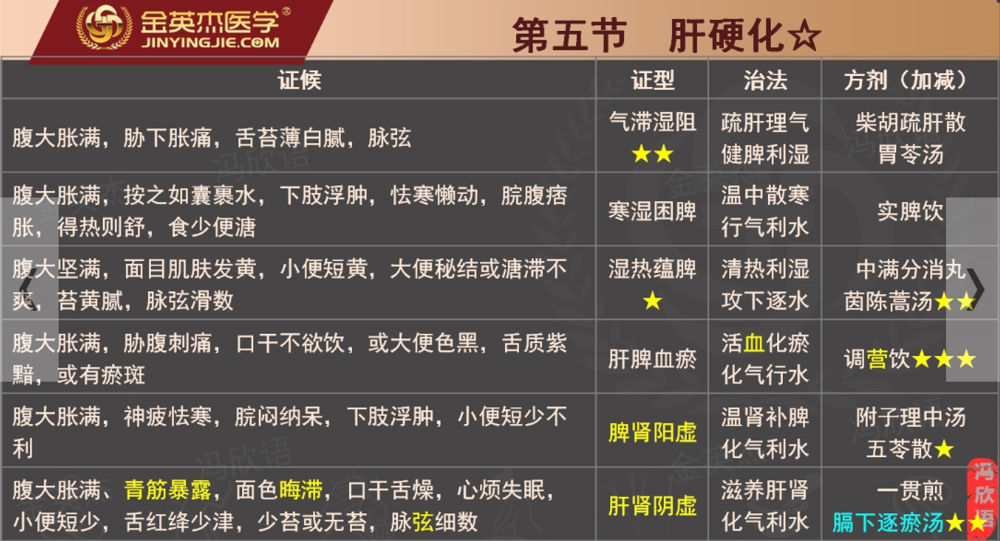 金英杰医学®
JINYINGJIE.COM
第五节 肝硬化☆
证候 证型 治法 方剂（加减）
腹大胀满，胁下胀痛，舌苔薄白腻，脉弦
气滞湿阻
★★
疏肝理气
健脾利湿
柴胡疏肝散
胃苓汤
腹大胀满，按之如囊裹水，下肢浮肿，怯寒懒动，脘腹痞
胀，得热则舒，食少便溏
寒湿困脾
温中散寒
行气利水
实脾饮
腹大坚满，面目肌肤发黄，小便短黄，大便秘结或溏滞不
爽，苔黄腻，脉弦滑数
湿热蕴脾
★
清热利湿
攻下逐水
中满分消丸
茵陈蒿汤★★
腹大胀满，胁腹刺痛，口干不欲饮，或大便色黑，舌质紫
黯，或有瘀斑
肝脾血瘀
活血化瘀
化气行水
调营饮★★★
腹大胀满，神疲怯寒，脘闷纳呆，下肢浮肿，小便短少不
利
脾肾阳虚
温肾补脾
化气利水
附子理中汤
五苓散★
腹大胀满、青筋暴露，面色晦滞，口干舌燥，心烦失眠，
小便短少，舌红绛少津，少苔或无苔，脉弦细数
肝肾阴虚
滋养肝肾
化气利水
一贯煎
膈下逐瘀汤★★
冯欣语